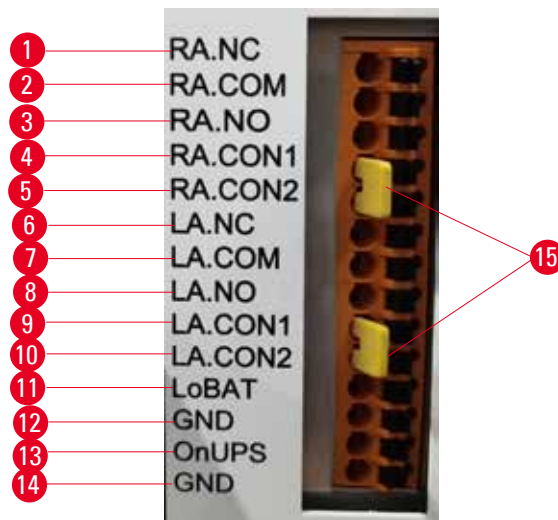 1 RA.NC
2 RA.COM
3 RA.NO
4 RA.CON1
5 RA.CON2
6 LA.NC
7 LA.COM
8 LA.NO
9 LA.CON1
10 LA.CON2
11 LoBAT
12 GND
13 OnUPS
14 GND
15